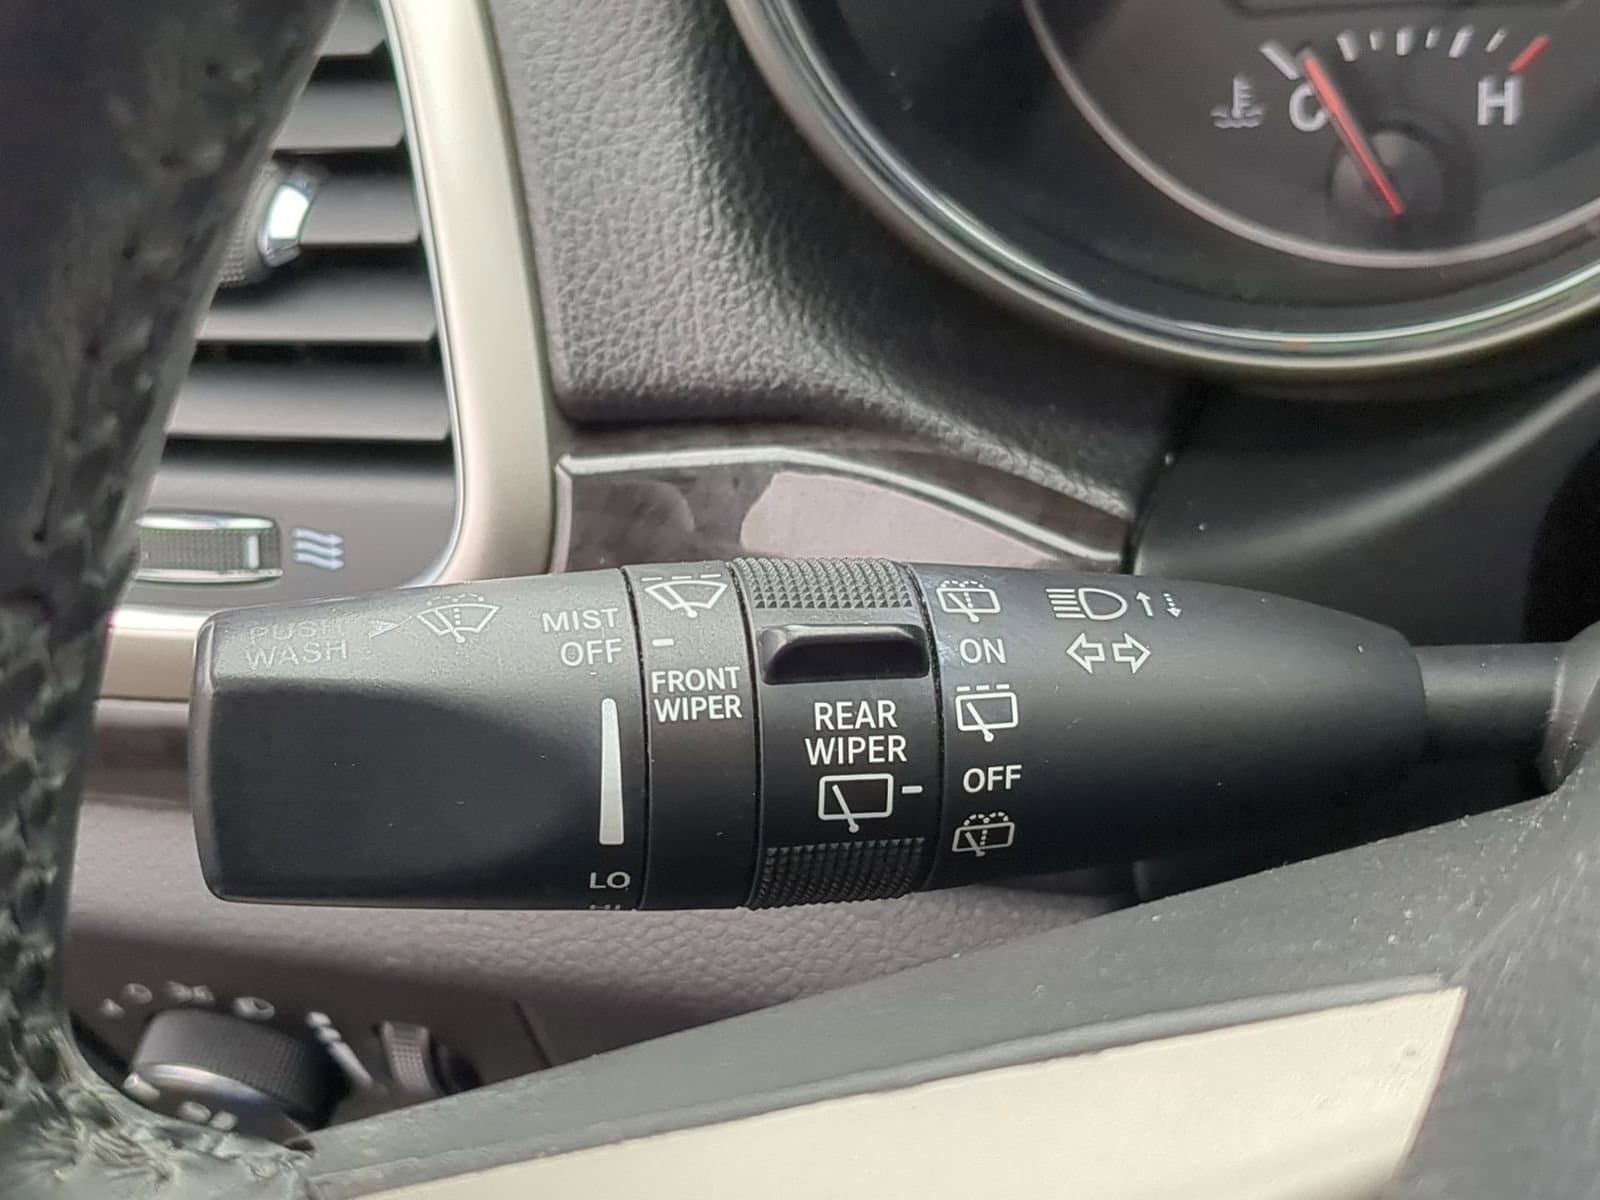 C
H
PUSH
WASH
MIST
OFF
FRONT
WIPER
LO
REAR
WIPER
ON
OFF